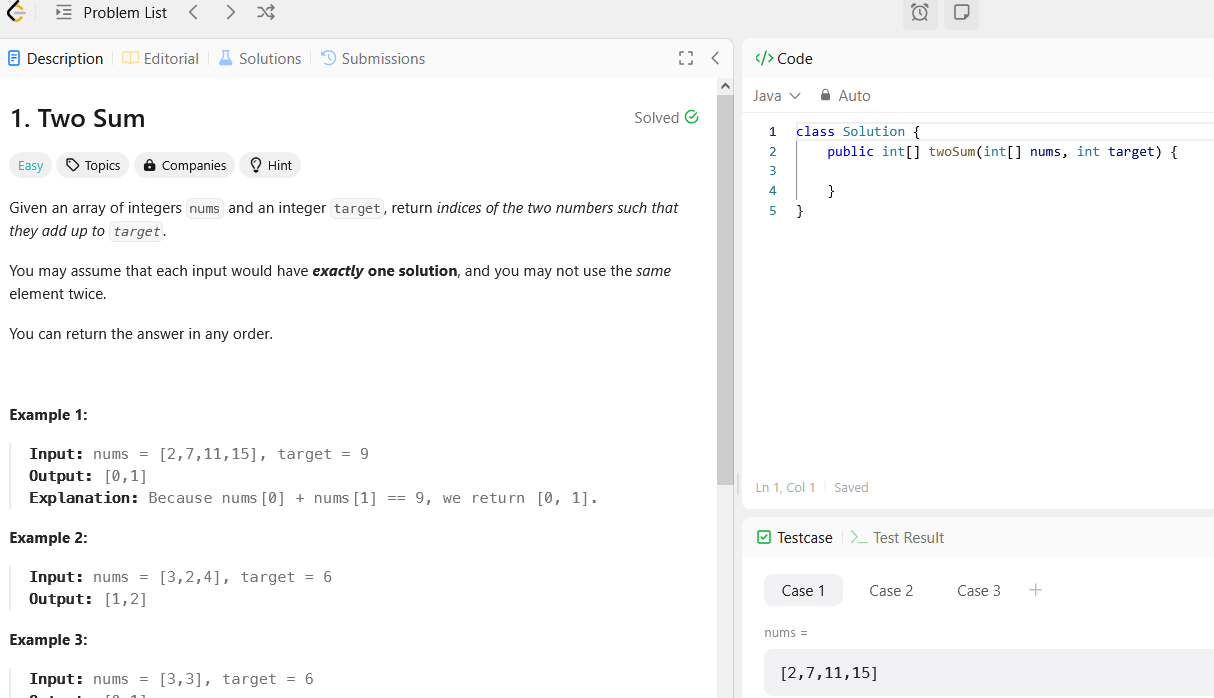 Problem List
Description
Editorial
Solutions
Submissions
1. Two Sum
Solved
Easy
Topics
Companies
Hint
Given an array of integers nums and an integer target, return indices of the two numbers such that
they add up to target.
You may assume that each input would have exactly one solution, and you may not use the same
element twice.
You can return the answer in any order.
Example 1:
Input: nums = [2,7,11,15], target = 9
Output: [0,1]
Explanation: Because nums[0] + nums[1] == 9, we return [0, 1].
Example 2:
Input: nums = [3,2,4], target = 6
Output: [1,2]
Example 3:
Input: nums = [3,3], target = 6
</> Code
Java
Auto
1 class Solution {
2     public int[] twoSum(int[] nums, int target) {
3
4     }
5 }
Ln 1, Col 1
Saved
Testcase
Test Result
Case 1
Case 2
Case 3
+
nums =
[2,7,11,15]